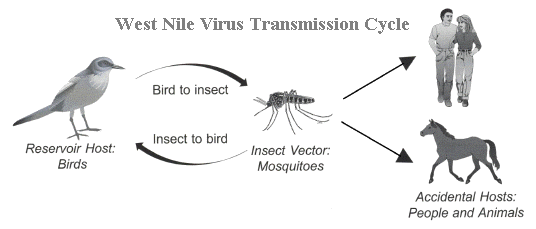 West Nile Virus Transmission Cycle
Bird to insect
Insect to bird
Reservoir Host:
Birds
Insect Vector:
Mosquitoes
Accidental Hosts:
People and Animals